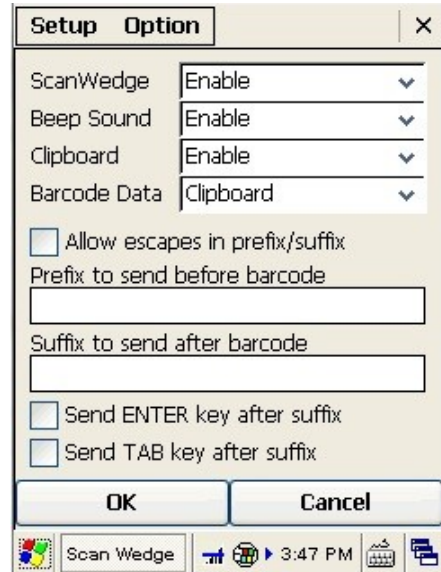 Setup Option ×
ScanWedge Enable
Beep Sound Enable
Clipboard Enable
Barcode Data Clipboard
Allow escapes in prefix/suffix
Prefix to send before barcode
Suffix to send after barcode
Send ENTER key after suffix
Send TAB key after suffix
OK Cancel
Scan Wedge 3:47 PM